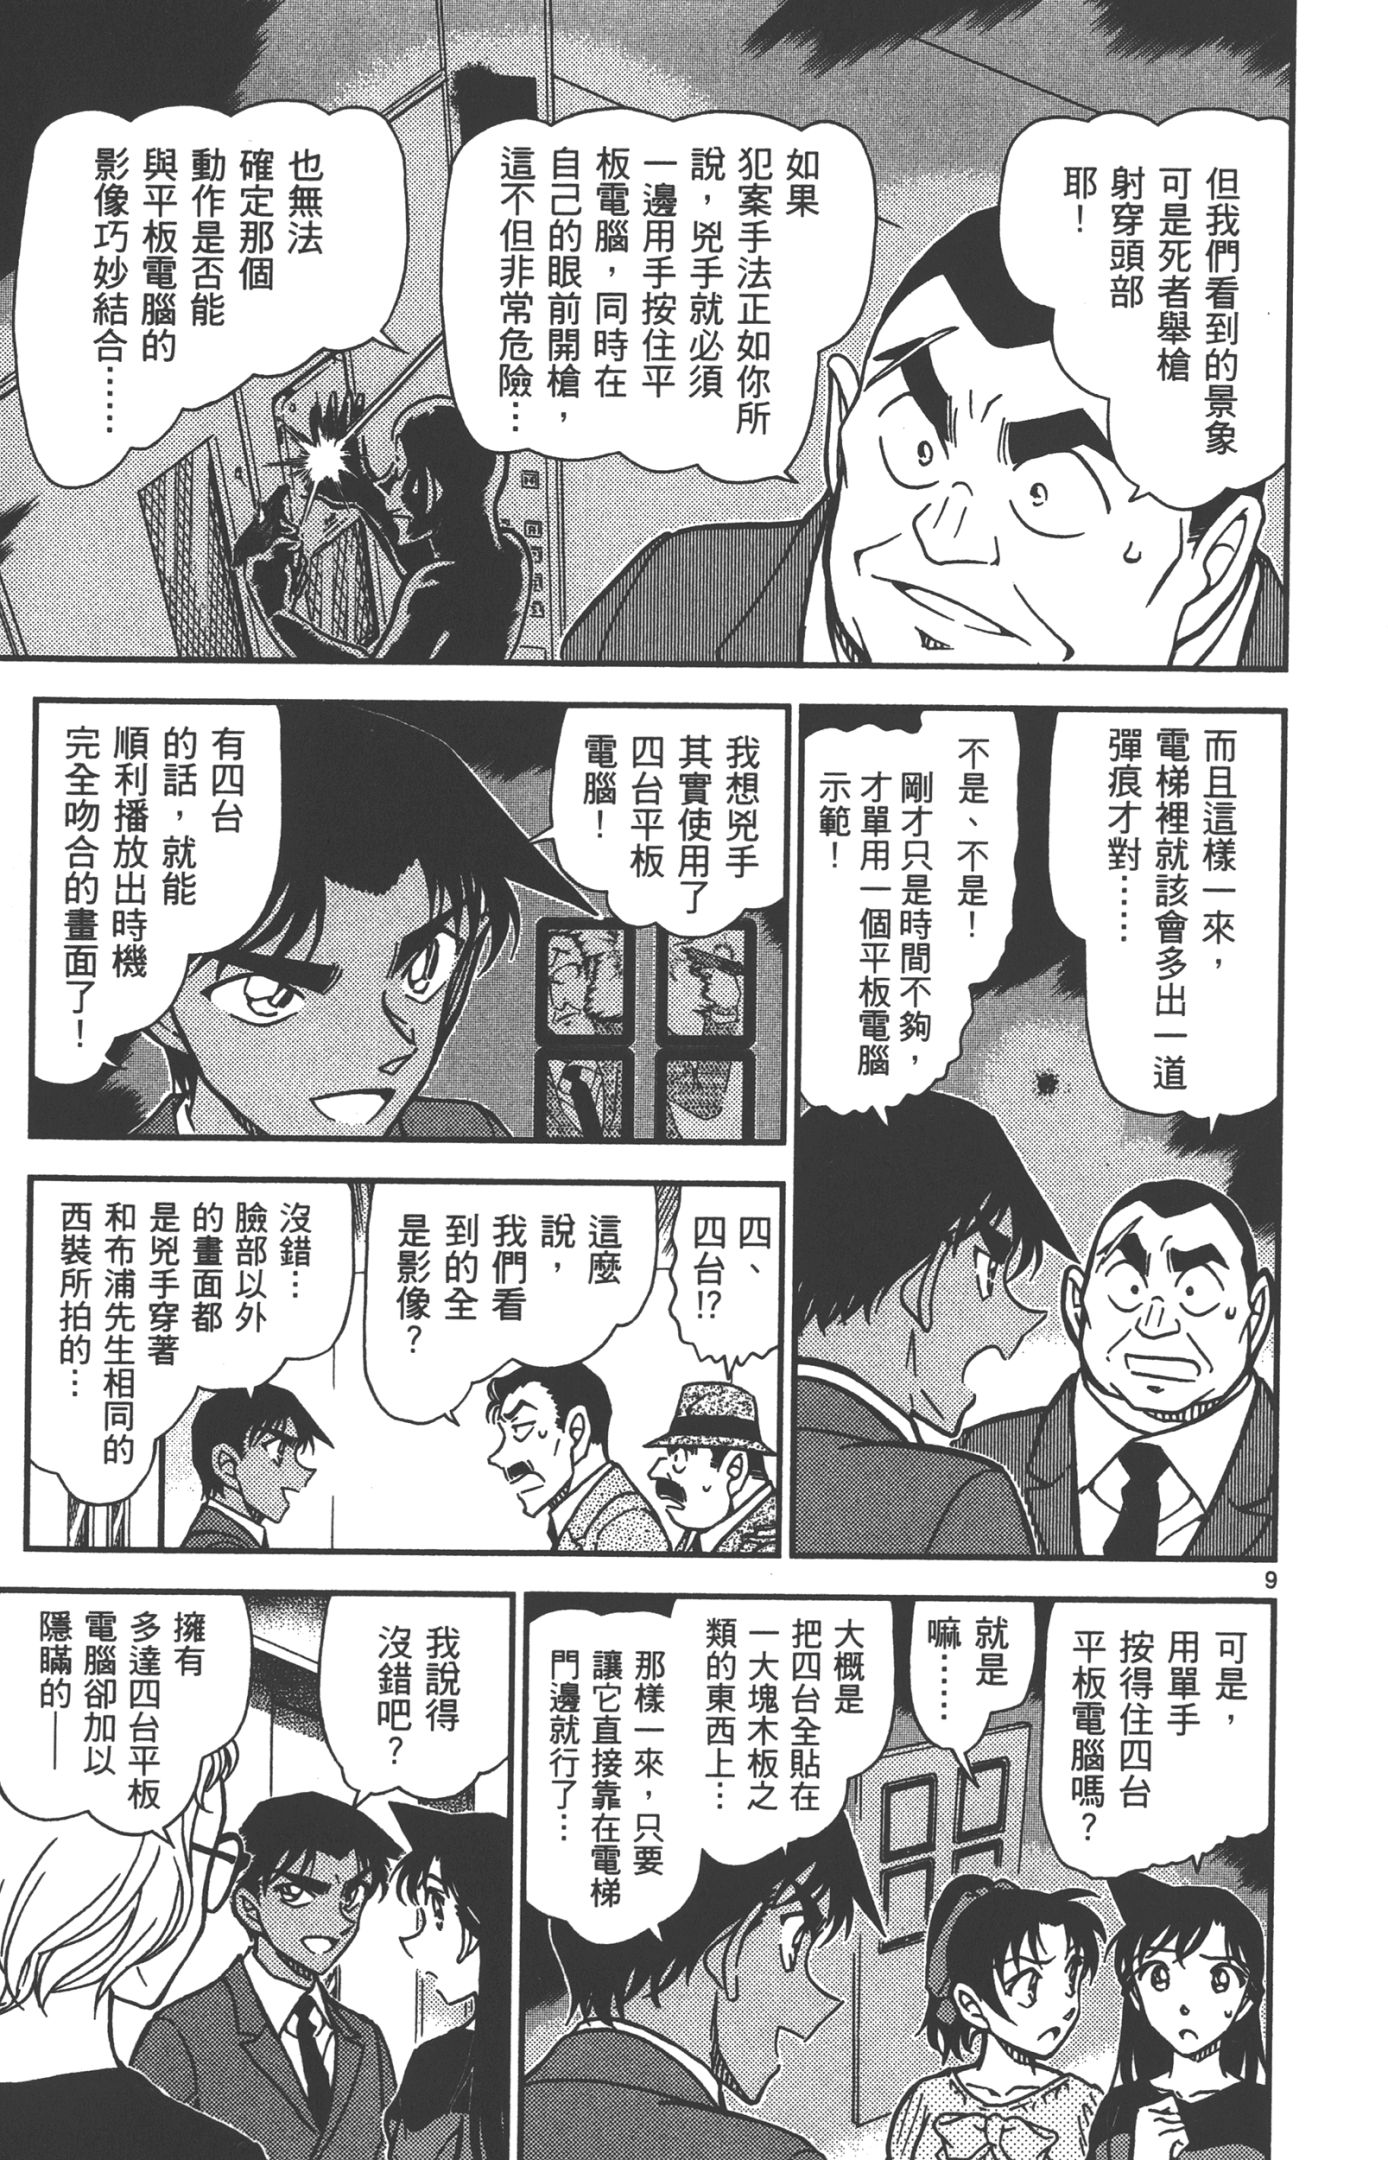 但我們看到的景象
可是死者舉槍
射穿頭部
耶！
如果
犯案手法正如你所
說，兇手就必須
一邊用手按住平
板電腦，同時在
自己的眼前開槍，
這不但非常危險…
也無法
確定那個
動作是否能
與平板電腦的
影像巧妙結合……
而且這樣一來，
電梯裡就該會多出一道
彈痕才對……
不是、不是！
剛才只是時間不夠，
才單用一個平板電腦
示範！
我想兇手
其實使用了
四台平板
電腦！
有四台
的話，就能
順利播放出時機
完全吻合的畫面了！
四、
四台!?
這麼
說，
我們看
到的全
是影像？
沒錯…
臉部以外
的畫面都
是兇手穿著
和布浦先生相同的
西裝所拍的…
9
可是，
用單手
按得住四台
平板電腦嗎？
就是
嘛……
大概是
把四台全貼在
一大塊木板之
類的東西上…
那樣一來，只要
讓它直接靠在電梯
門邊就行了…
我說得
沒錯吧？
擁有
多達四台平板
電腦卻加以
隱瞞的——